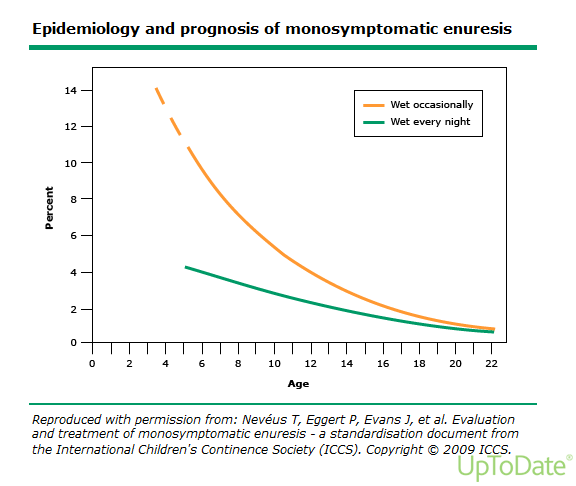 Epidemiology and prognosis of monosymptomatic enuresis
14
12
10
8
6
4
2
0
Percent
Wet occasionally
Wet every night
0 2 4 6 8 10 12 14 16 18 20 22
Age
Reproduced with permission from: Nevéus T, Eggert P, Evans J, et al. Evaluation
and treatment of monosymptomatic enuresis - a standardisation document from
the International Children's Continence Society (ICCS). Copyright © 2009 ICCS.
UpToDate®